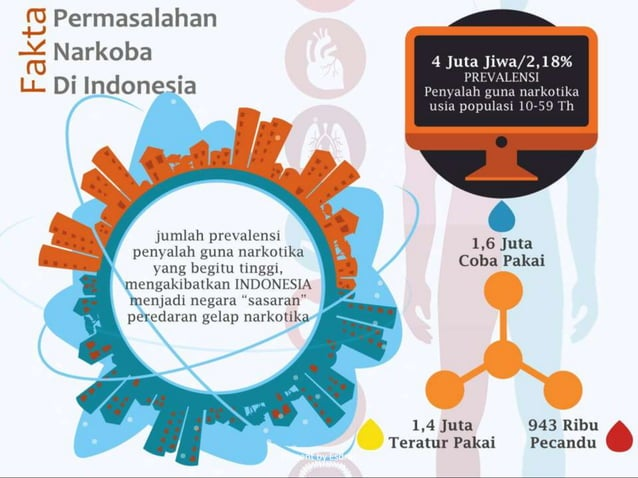 Fakta
Permasalahan
Narkoba
Di Indonesia
4 Juta Jiwa/2,18%
PREVALENSI
Penyalah guna narkotika
usia populasi 10-59 Th
jumlah prevalensi
penyalah guna narkotika
yang begitu tinggi,
mengakibatkan INDONESIA
menjadi negara “sasaran”
peredaran gelap narkotika
1,6 Juta
Coba Pakai
1,4 Juta
Teratur Pakai
943 Ribu
Pecandu